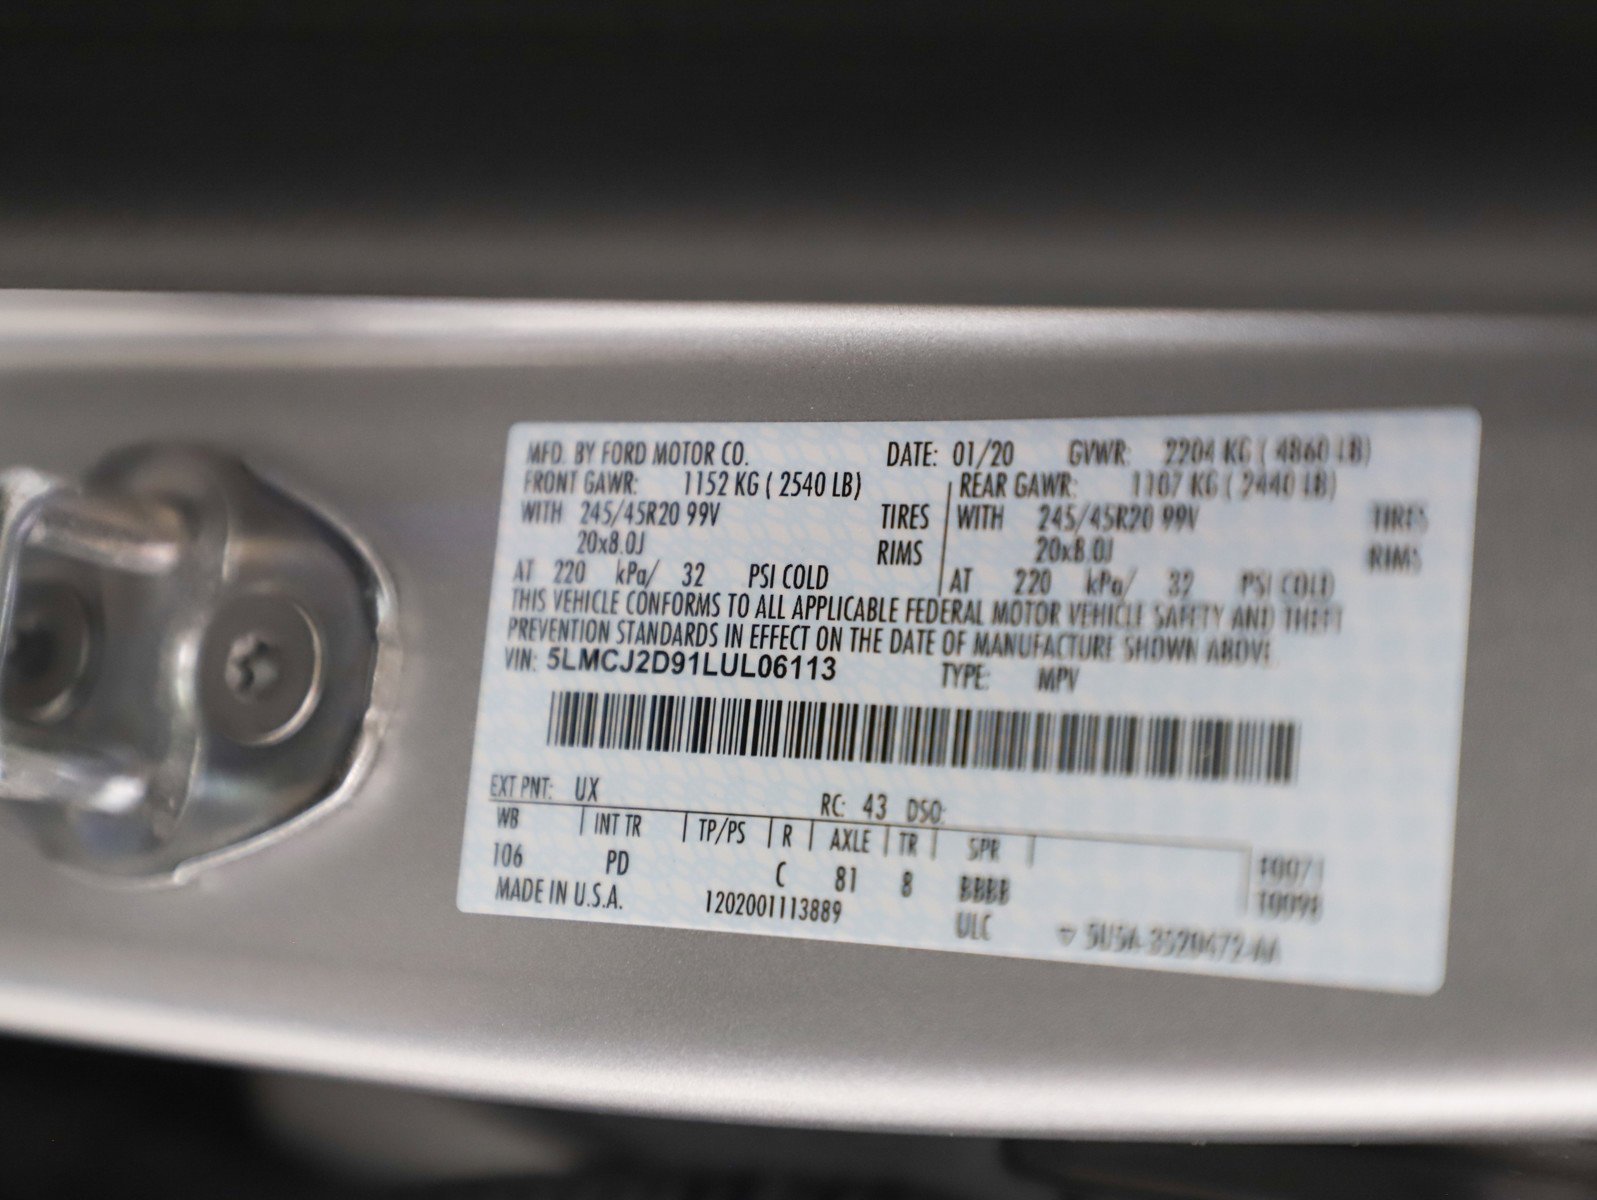 MFD. BY FORD MOTOR CO. DATE: 01/20 GVWR: 2204 KG ( 4860 LB)
FRONT GAWR: 1152 KG ( 2540 LB) REAR GAWR: 1107 KG ( 2440 LB)
WITH 245/45R20 99V TIRES WITH 245/45R20 99V TIRES
20x8.0J RIMS 20x8.0J RIMS
AT 220 kPa/ 32 PSI COLD AT 220 kPa/ 32 PSI COLD
THIS VEHICLE CONFORMS TO ALL APPLICABLE FEDERAL MOTOR VEHICLE SAFETY AND THEFT
PREVENTION STANDARDS IN EFFECT ON THE DATE OF MANUFACTURE SHOWN ABOVE.
VIN: 5LMCJ2D91LUL06113 TYPE: MPV
EXT PNT: UX RC: 43 DSO:
WB INT TR TP/PS R AXLE TR SPR
106 PD C 81 8 BBBB
MADE IN U.S.A. 1202001113889 ULC